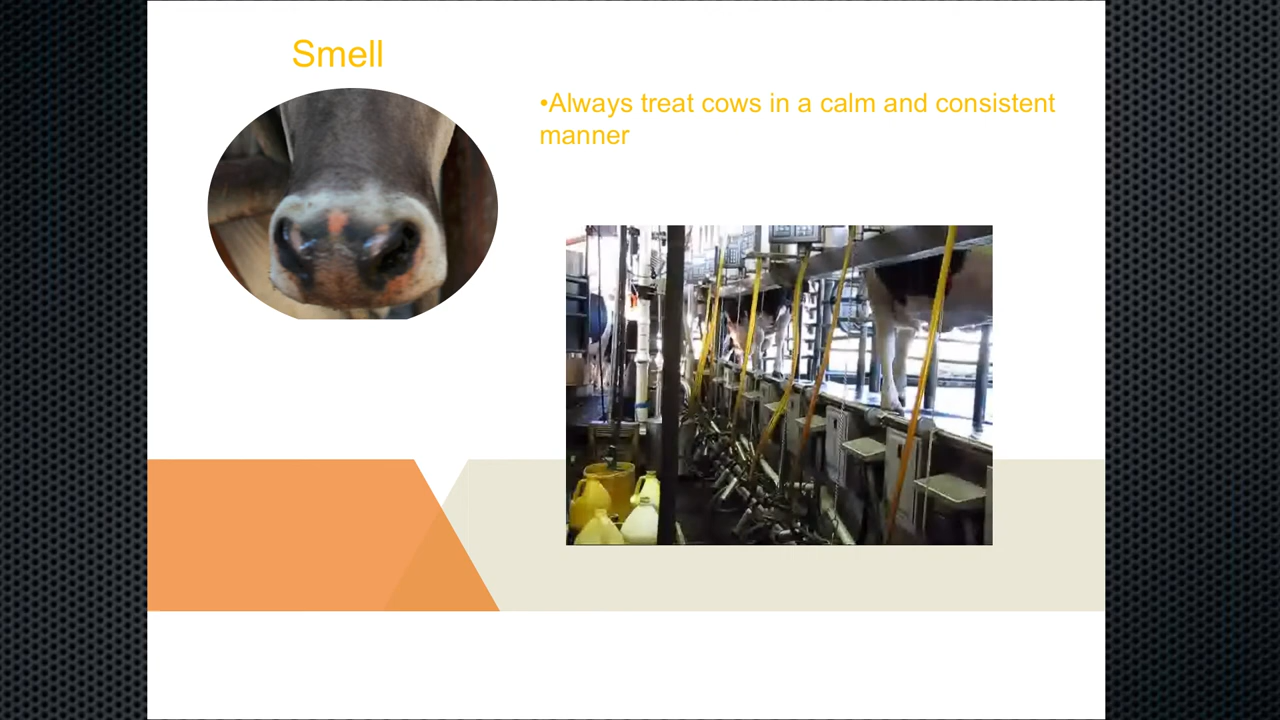 Smell
•Always treat cows in a calm and consistent
manner